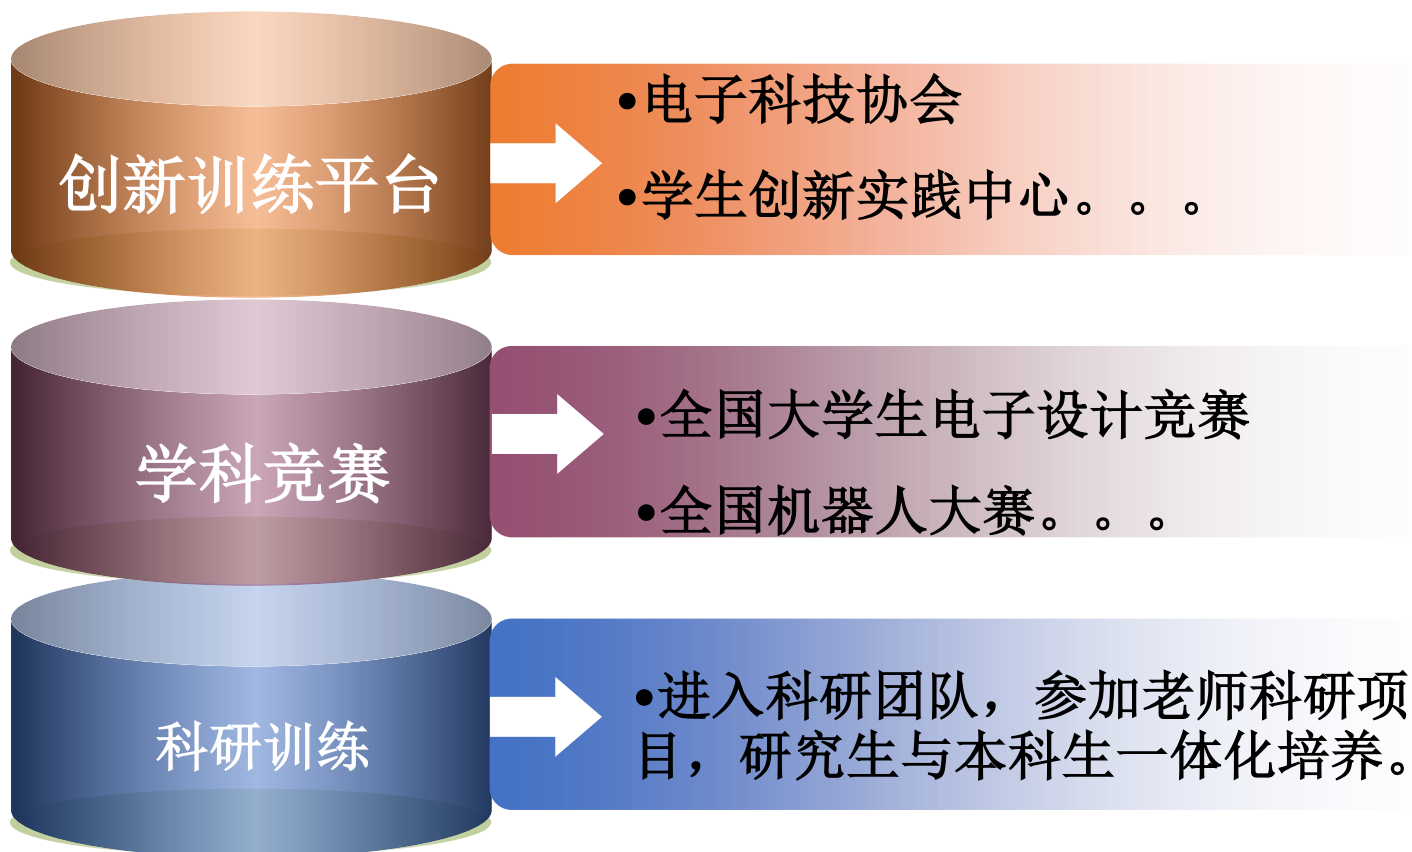 创新训练平台
•电子科技协会
•学生创新实践中心。。。
学科竞赛
•全国大学生电子设计竞赛
•全国机器人大赛。。。
科研训练
•进入科研团队，参加老师科研项
目，研究生与本科生一体化培养。